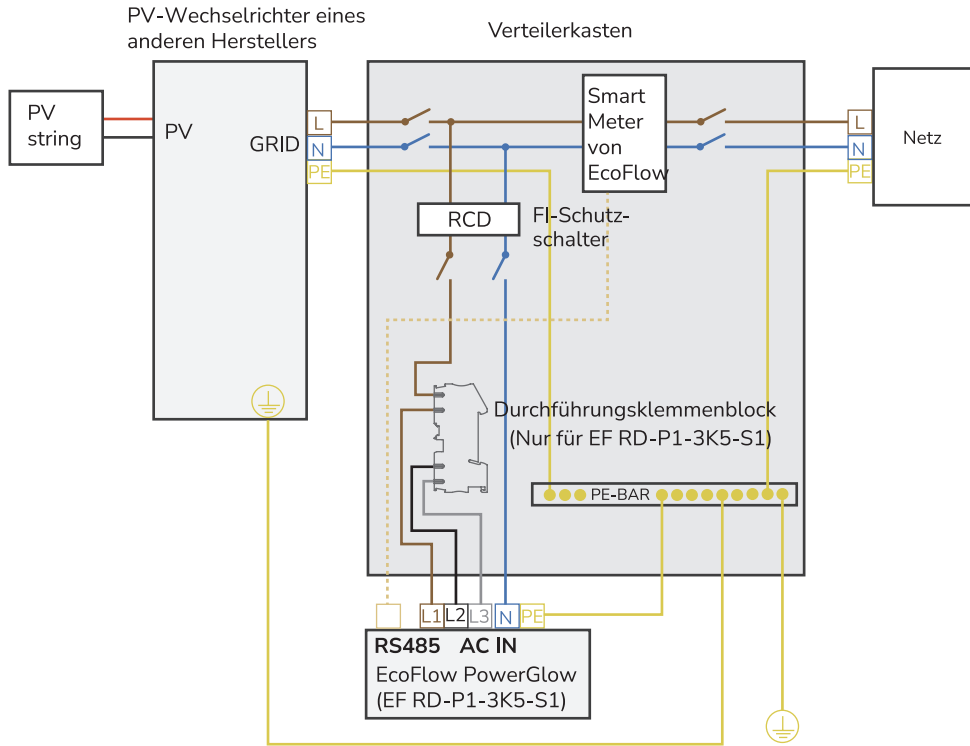 PV-Wechselrichter eines
anderen Herstellers
Verteilerkasten
PV
string
PV
GRID
L
N
PE
Smart
Meter
von
EcoFlow
L
N
PE
Netz
RCD
FI-Schutz-
schalter
Durchführungsklemmenblock
(Nur für EF RD-P1-3K5-S1)
PE-BAR
L1
L2
L3
N
PE
RS485 AC IN
EcoFlow PowerGlow
(EF RD-P1-3K5-S1)